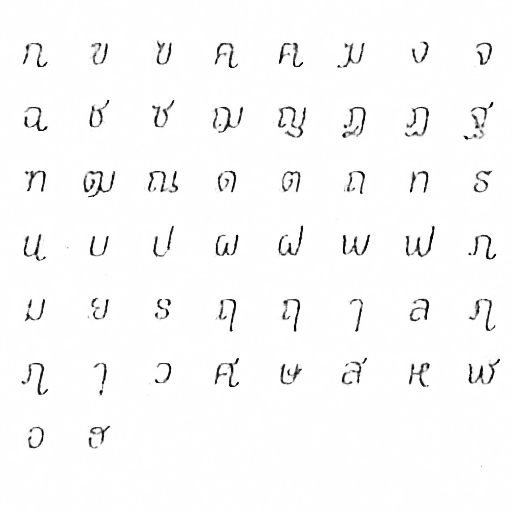 ก ข ฃ ค ฅ ฆ ง จ
ฉ ช ซ ฌ ญ ฎ ฏ ฐ
ฑ ฒ ณ ด ต ถ ท ธ
น บ ป ผ ฝ พ ฟ ภ
ม ย ร ฤ ฤ ๅ ล ฦ
ฦ ๅ ว ศ ษ ส ห ฬ
อ ฮ